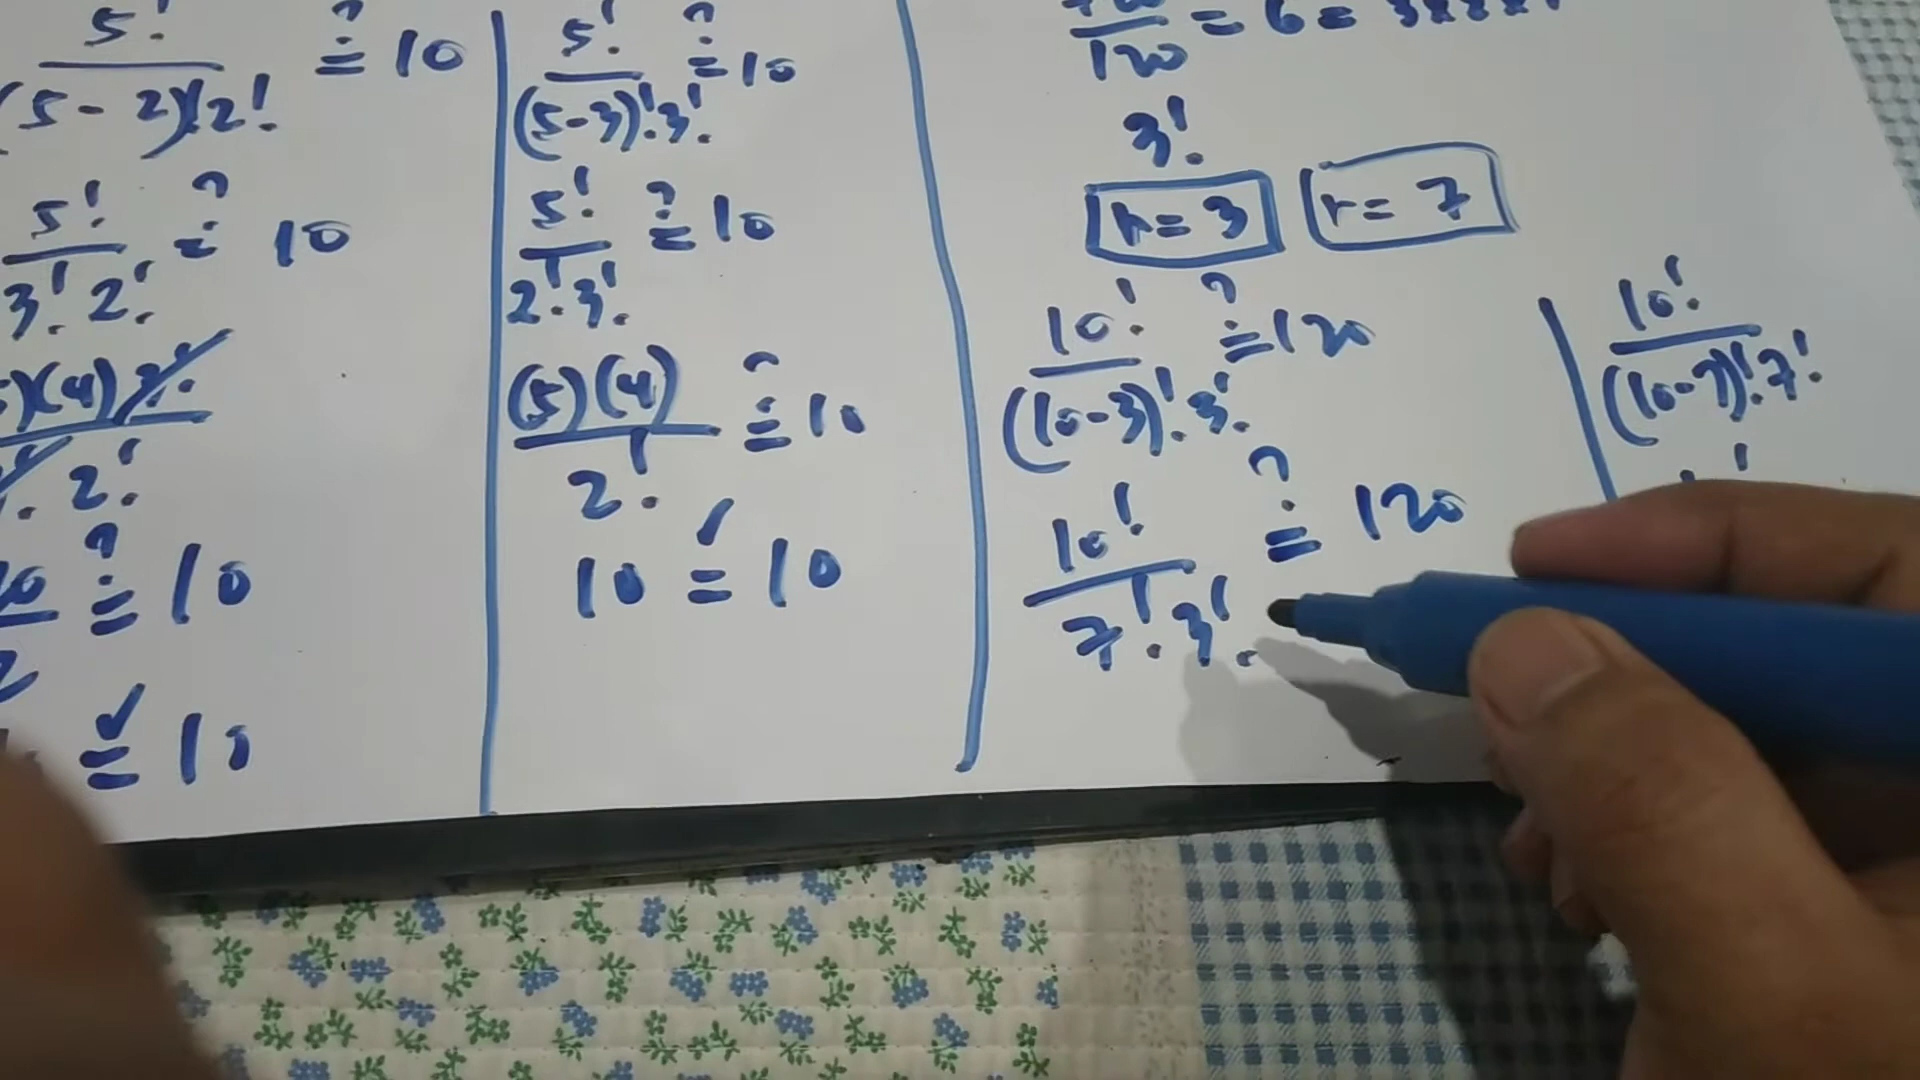 5! / (5-2)!2! ≟ 10
5! / 3!2! ≟ 10
)(4) / 2!
≟ 10
= 10
5! / (5-3)!3! ≟ 10
5! / 2!3! ≟ 10
(5)(4) / 2! ≟ 10
10 = 10
/ 120 = 6 =
3!
r = 3 r = 7
10! / (10-3)!3! ≟ 120
10! / 7!3! ≟ 120
10! / (10-7)!7!